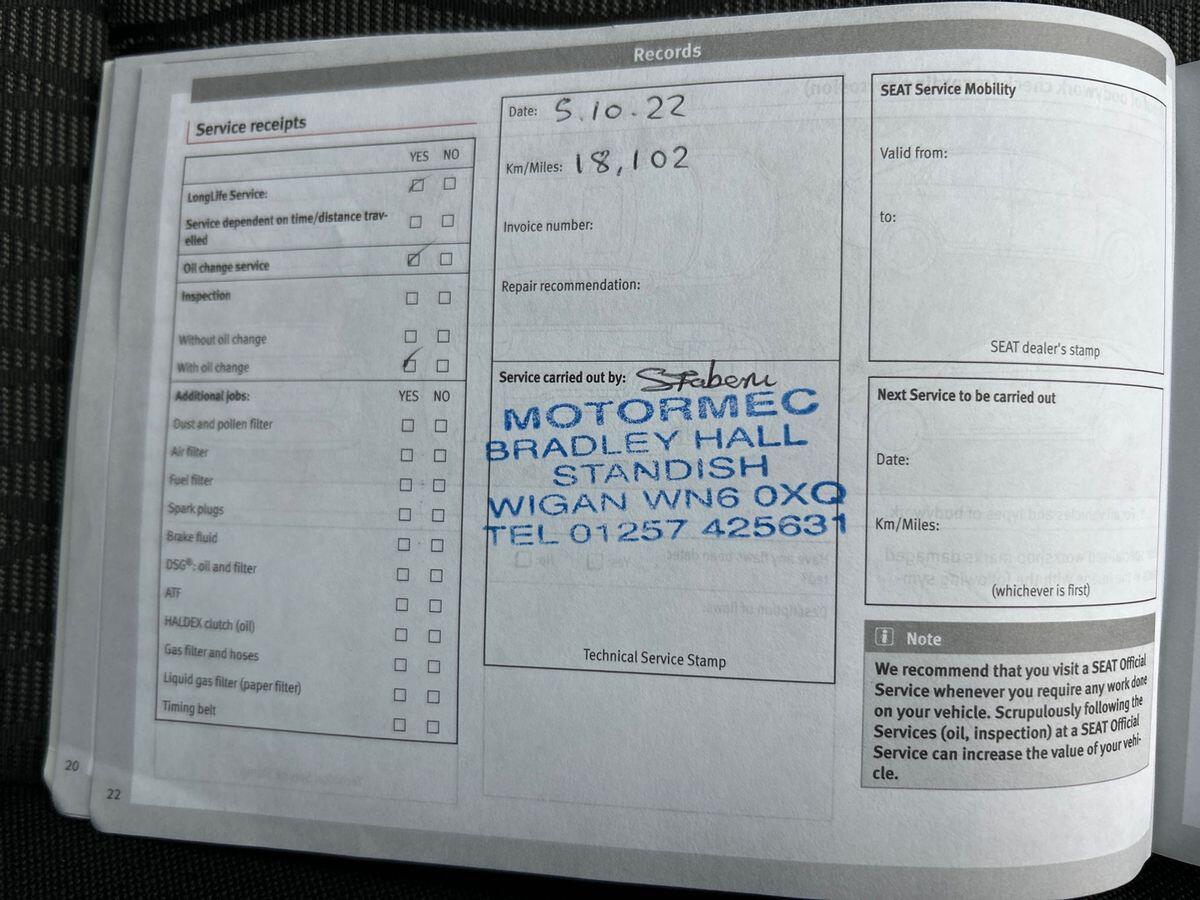 Records
Service receipts
YES NO
LongLife Service:
Service dependent on time/distance trav-
elled
Oil change service
Inspection
Without oil change
With oil change
Additional jobs: YES NO
Dust and pollen filter
Air filter
Fuel filter
Spark plugs
Brake fluid
DSG®: oil and filter
ATF
HALDEX clutch (oil)
Gas filter and hoses
Liquid gas filter (paper filter)
Timing belt
Date: 5.10.22
Km/Miles: 18,102
Invoice number:
Repair recommendation:
Service carried out by:
MOTORMEC
BRADLEY HALL
STANDISH
WIGAN WN6 0XQ
TEL 01257 425631
Technical Service Stamp
SEAT Service Mobility
Valid from:
to:
SEAT dealer's stamp
Next Service to be carried out
Date:
Km/Miles:
(whichever is first)
i Note
We recommend that you visit a SEAT Official
Service whenever you require any work done
on your vehicle. Scrupulously following the
Services (oil, inspection) at a SEAT Official
Service can increase the value of your vehi-
cle.
20
22